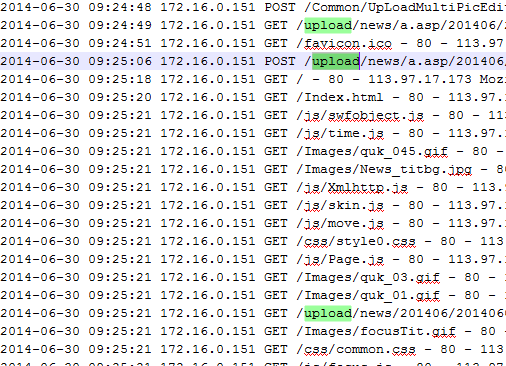 2014-06-30 09:24:48 172.16.0.151 POST /Common/UpLoadMultiPicEdi
2014-06-30 09:24:49 172.16.0.151 GET /upload/news/a.asp/201406/
2014-06-30 09:24:51 172.16.0.151 GET /favicon.ico - 80 - 113.97
2014-06-30 09:25:06 172.16.0.151 POST /upload/news/a.asp/201406
2014-06-30 09:25:18 172.16.0.151 GET / - 80 - 113.97.17.173 Mozi
2014-06-30 09:25:20 172.16.0.151 GET /Index.html - 80 - 113.97.
2014-06-30 09:25:21 172.16.0.151 GET /js/swfobject.js - 80 - 11
2014-06-30 09:25:21 172.16.0.151 GET /js/time.js - 80 - 113.97.
2014-06-30 09:25:21 172.16.0.151 GET /Images/quk_045.gif - 80 -
2014-06-30 09:25:21 172.16.0.151 GET /Images/News_titbg.jpg - 8
2014-06-30 09:25:21 172.16.0.151 GET /js/Xmlhttp.js - 80 - 113.
2014-06-30 09:25:21 172.16.0.151 GET /js/skin.js - 80 - 113.97.
2014-06-30 09:25:21 172.16.0.151 GET /js/move.js - 80 - 113.97.
2014-06-30 09:25:21 172.16.0.151 GET /css/style0.css - 80 - 113
2014-06-30 09:25:21 172.16.0.151 GET /js/Page.js - 80 - 113.97.
2014-06-30 09:25:21 172.16.0.151 GET /Images/quk_03.gif - 80 -
2014-06-30 09:25:21 172.16.0.151 GET /Images/quk_01.gif - 80 -
2014-06-30 09:25:21 172.16.0.151 GET /upload/news/201406/201406
2014-06-30 09:25:21 172.16.0.151 GET /Images/focusTit.gif - 80
2014-06-30 09:25:21 172.16.0.151 GET /css/common.css - 80 - 113
2014-06-30 09:25:21 172.16.0.151 GET /js/focus.js - 80 - 113.97